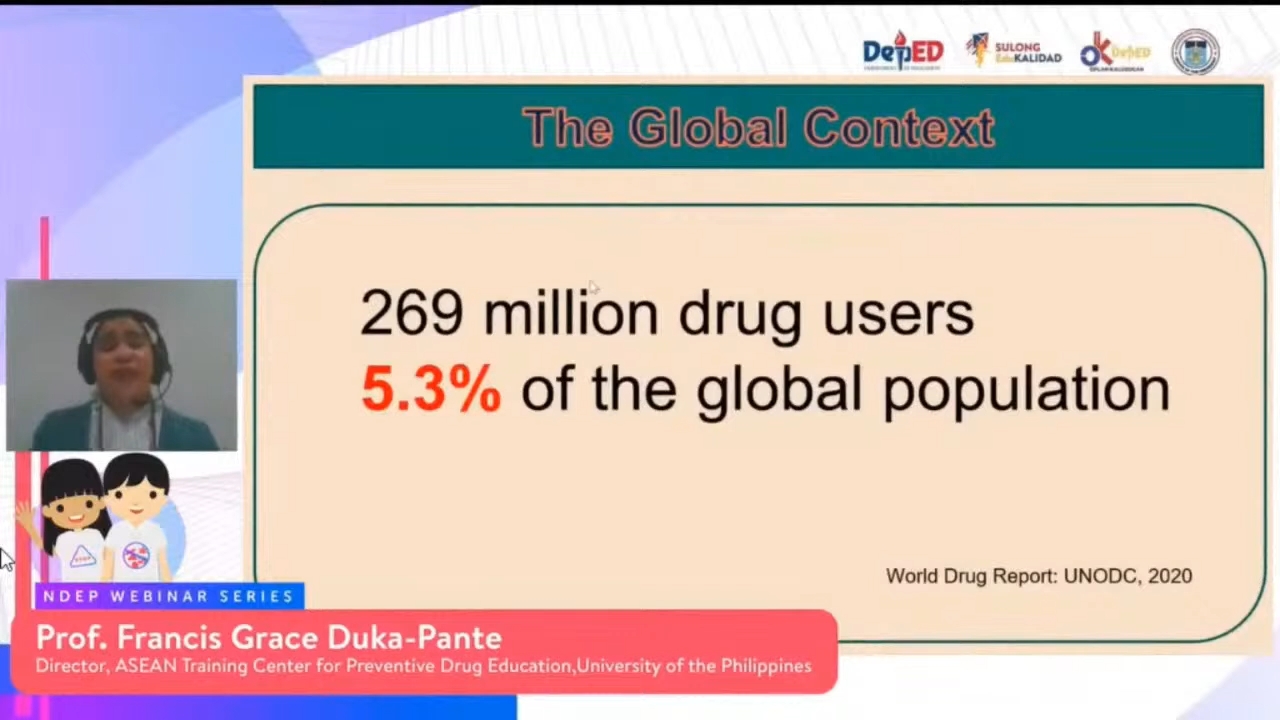 DepED
SULONG
EduKALIDAD
OK DepED
The Global Context
269 million drug users
5.3% of the global population
World Drug Report: UNODC, 2020
NDEP WEBINAR SERIES
Prof. Francis Grace Duka-Pante
Director, ASEAN Training Center for Preventive Drug Education,University of the Philippines